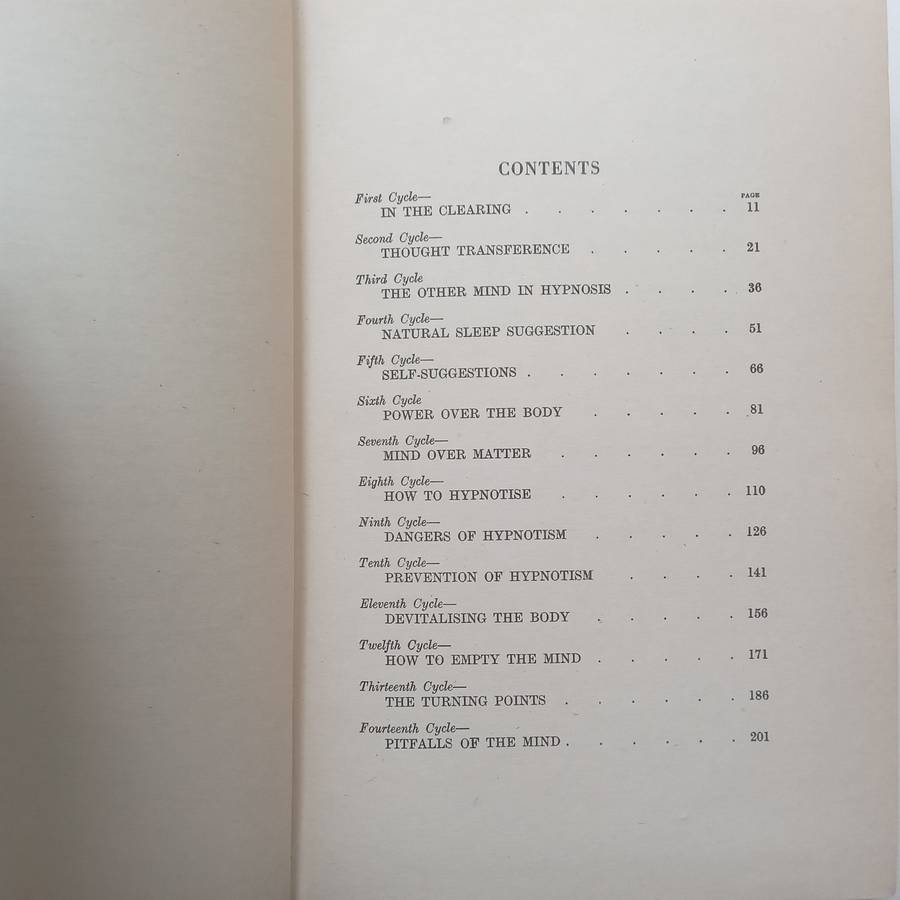 CONTENTS
PAGE
First Cycle—
IN THE CLEARING . . . . . . . 11
Second Cycle—
THOUGHT TRANSFERENCE . . . . . 21
Third Cycle
THE OTHER MIND IN HYPNOSIS . . . . 36
Fourth Cycle—
NATURAL SLEEP SUGGESTION . . . . 51
Fifth Cycle—
SELF-SUGGESTIONS . . . . . . . 66
Sixth Cycle
POWER OVER THE BODY . . . . . 81
Seventh Cycle—
MIND OVER MATTER . . . . . . 96
Eighth Cycle—
HOW TO HYPNOTISE . . . . . . 110
Ninth Cycle—
DANGERS OF HYPNOTISM . . . . . 126
Tenth Cycle—
PREVENTION OF HYPNOTISM . . . . 141
Eleventh Cycle—
DEVITALISING THE BODY . . . . . 156
Twelfth Cycle—
HOW TO EMPTY THE MIND . . . . . 171
Thirteenth Cycle—
THE TURNING POINTS . . . . . . 186
Fourteenth Cycle—
PITFALLS OF THE MIND . . . . . . 201